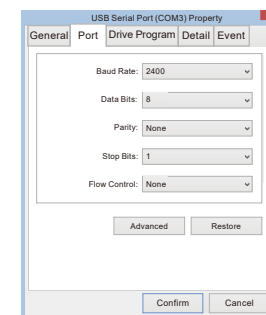 USB Serial Port (COM3) Property
General Port Drive Program Detail Event
Baud Rate: 2400
Data Bits: 8
Parity: None
Stop Bits: 1
Flow Control: None
Advanced Restore
Confirm Cancel